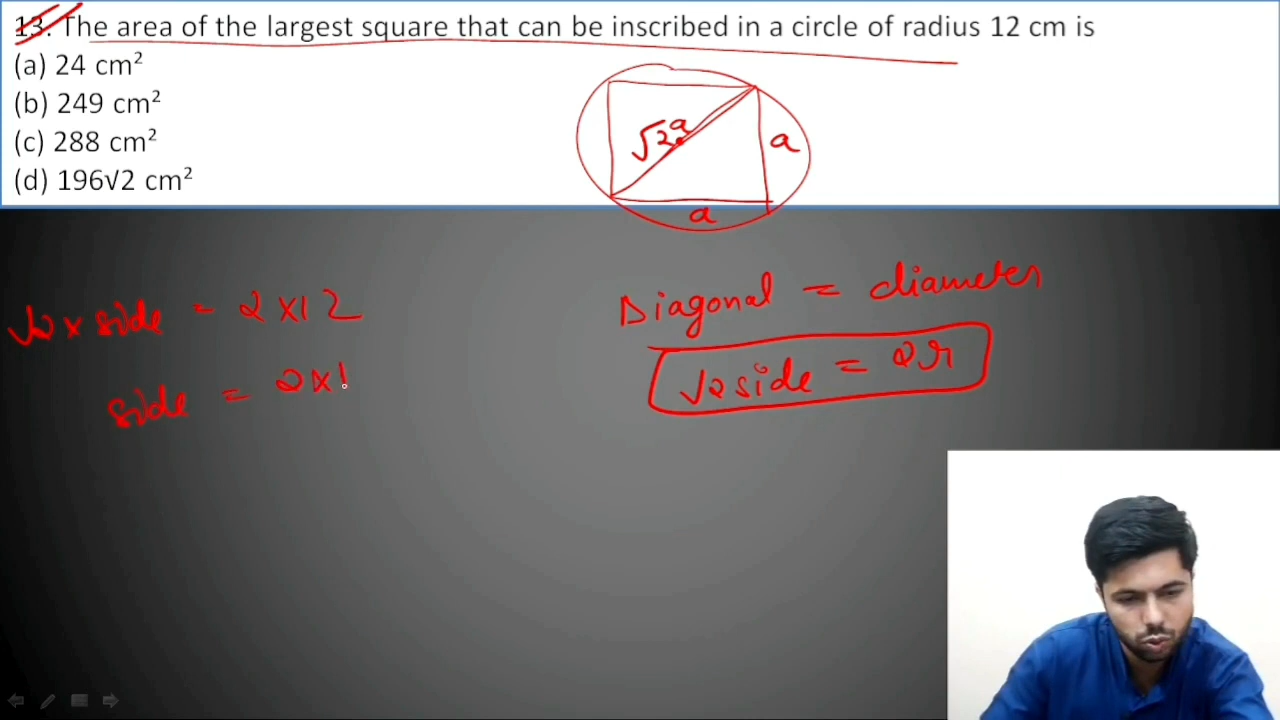 13. The area of the largest square that can be inscribed in a circle of radius 12 cm is
(a) 24 cm²
(b) 249 cm²
(c) 288 cm²
(d) 196√2 cm²
√2a
a
a
Diagonal = diameter
√2 side = 2r
√2 x side = 2 x 12
side = 2 x 1